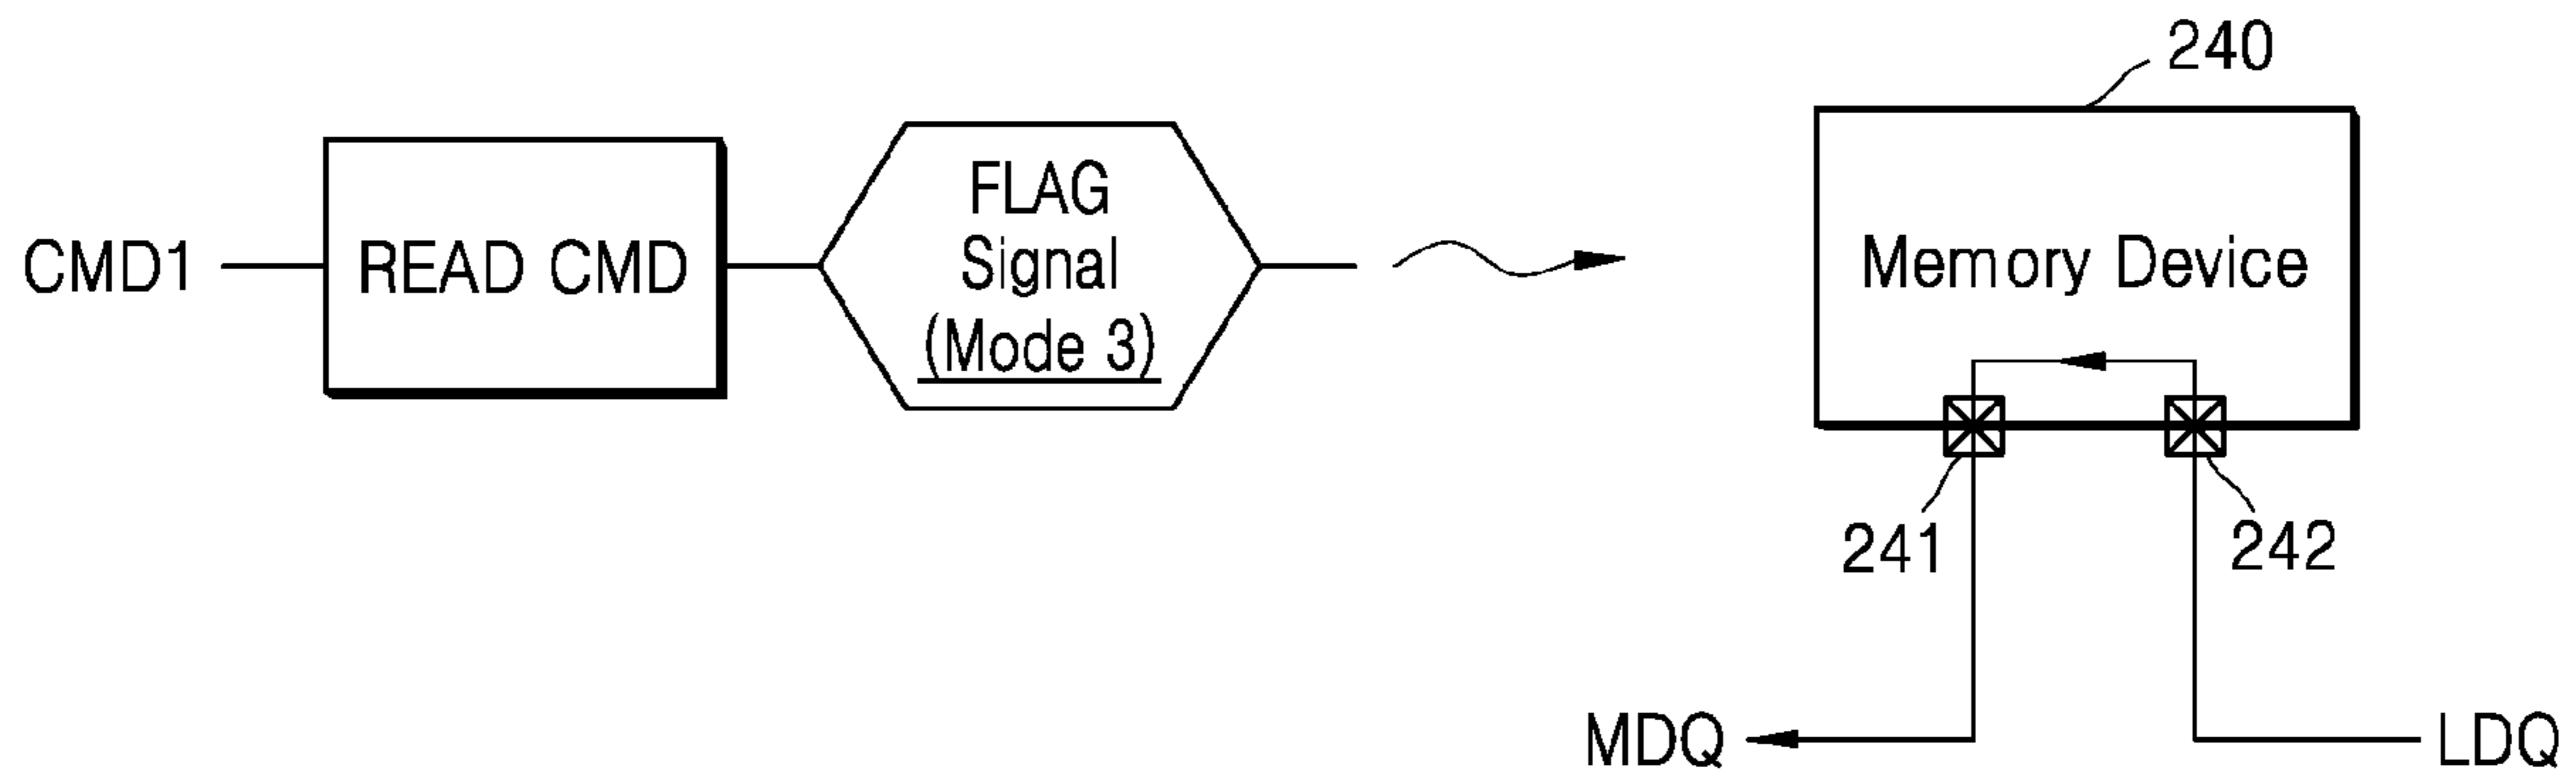 240
CMD1
READ CMD
FLAG
Signal
(Mode 3)
Memory Device
241
242
MDQ
LDQ